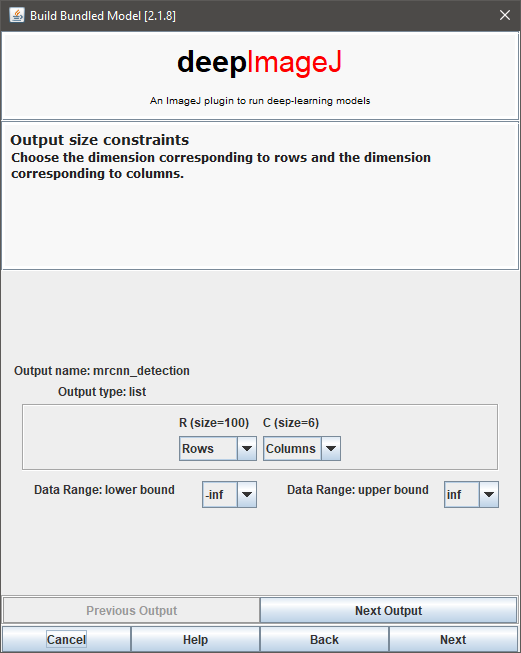 Build Bundled Model [2.1.8]
deepImageJ
An ImageJ plugin to run deep-learning models
Output size constraints
Choose the dimension corresponding to rows and the dimension
corresponding to columns.
Output name: mrcnn_detection
Output type: list
R (size=100) C (size=6)
Rows Columns
Data Range: lower bound -inf Data Range: upper bound inf
Previous Output Next Output
Cancel Help Back Next